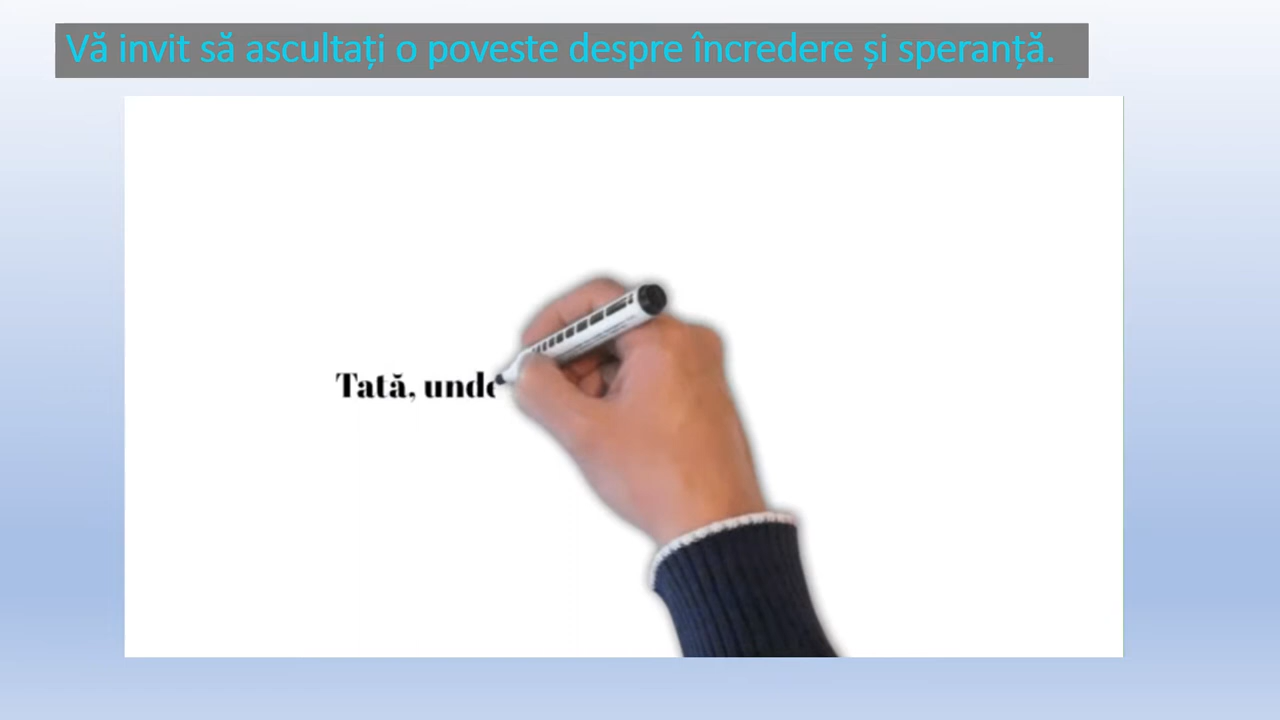 Vă invit să ascultați o poveste despre încredere și speranță.
Tată, unde